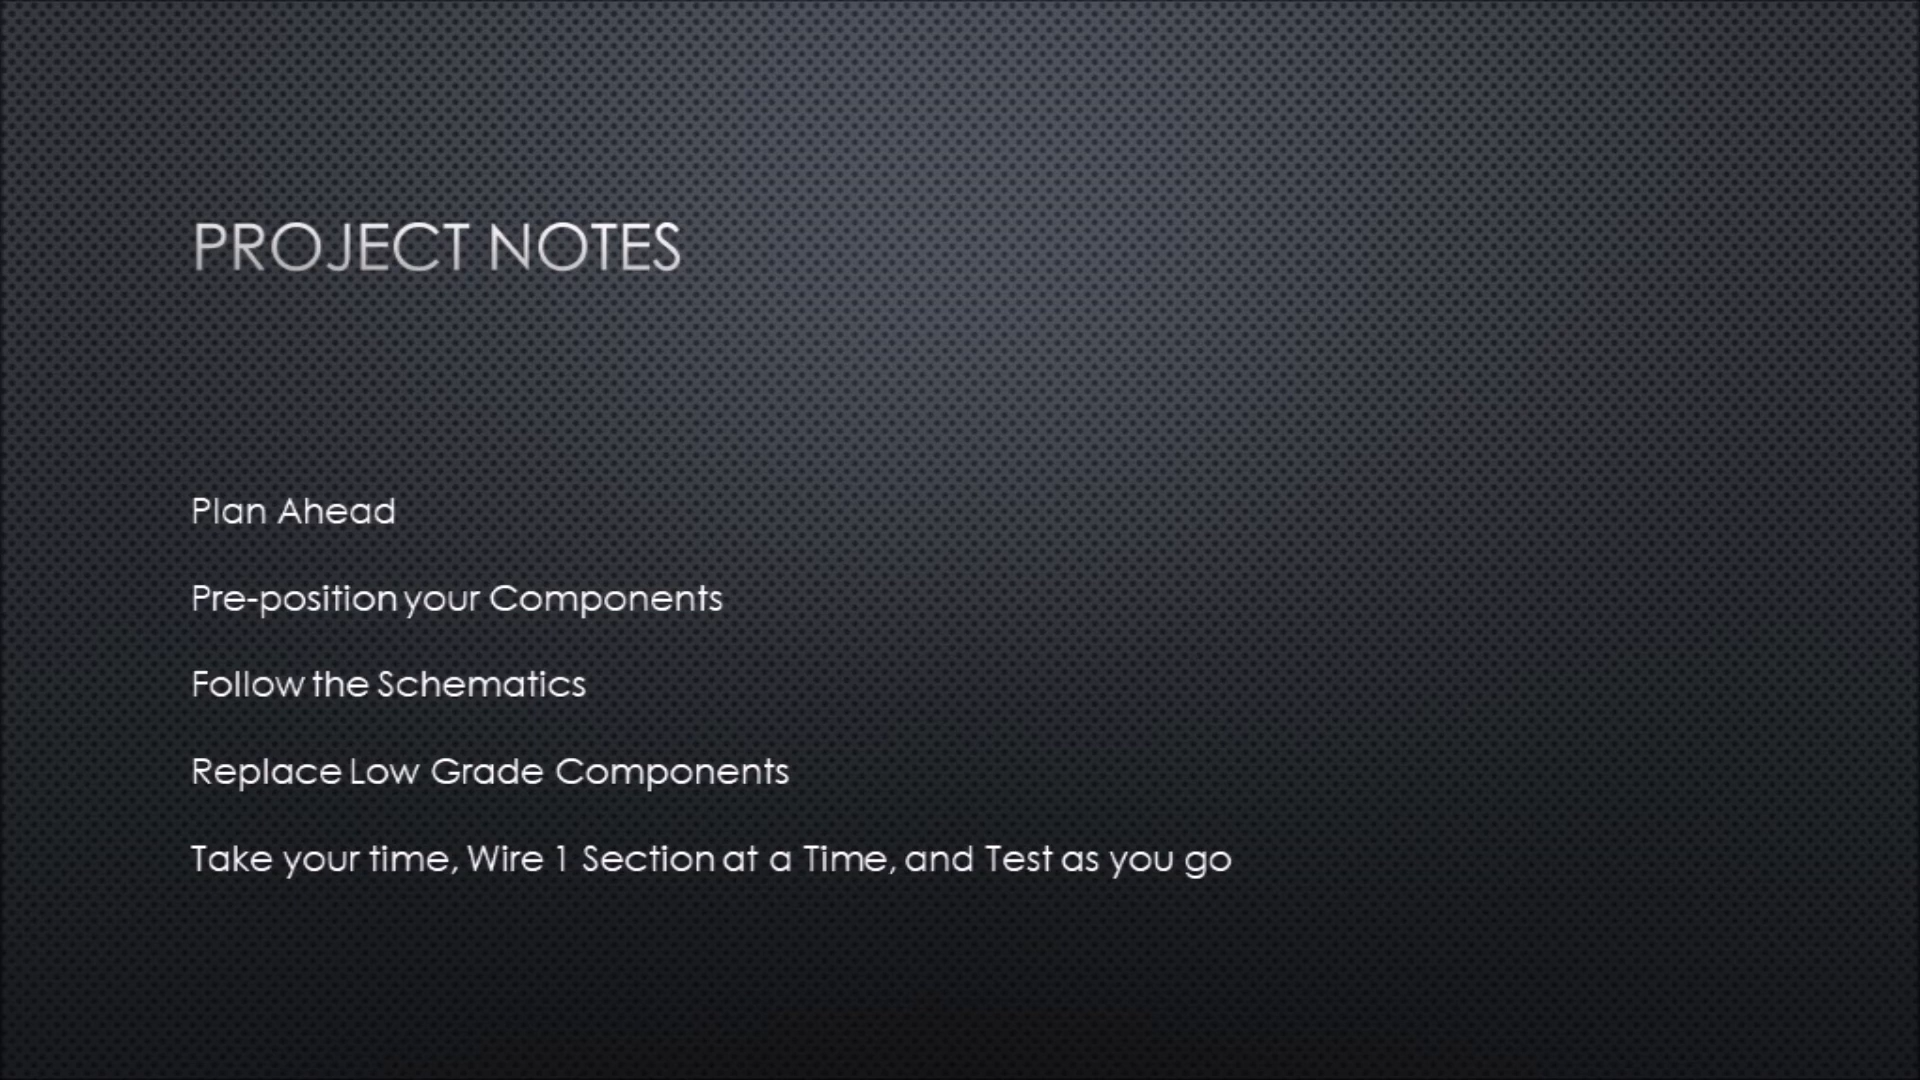 PROJECT NOTES
Plan Ahead
Pre-position your Components
Follow the Schematics
Replace Low Grade Components
Take your time, Wire 1 Section at a Time, and Test as you go